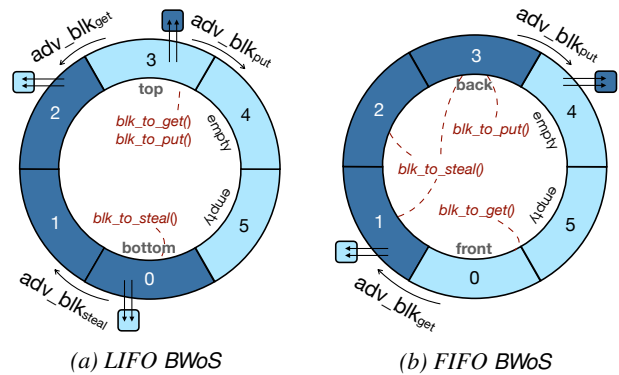 adv_blkget
3
adv_blkput
2
top
4
blk_to_get()
blk_to_put()
empty
empty
1
blk_to_steal()
5
bottom
0
adv_blksteal
(a) LIFO BWoS
adv_blkput
3
back
2
4
blk_to_put()
empty
blk_to_steal()
1
blk_to_get()
empty
5
front
0
adv_blkget
(b) FIFO BWoS